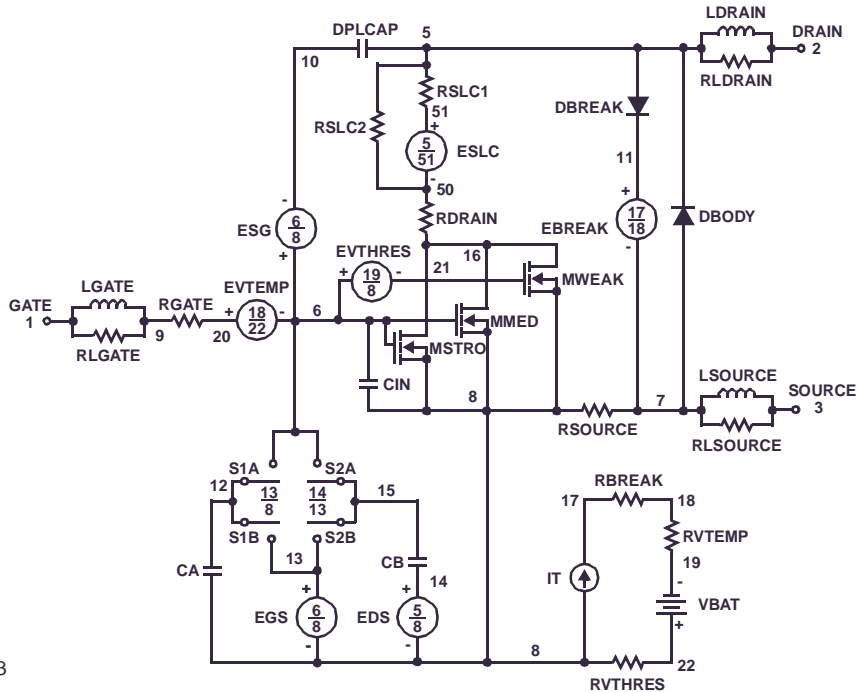 LDRAIN
DPLCAP 5 DRAIN
10 2
RSLC1 RLDRAIN
51 DBREAK
RSLC2 +
5/51 ESLC
11
- 50
- RDRAIN + 17/18 DBODY
ESG 6/8 EBREAK
+ EVTHRES 16 -
+ 19/8 - 21 MWEAK
LGATE EVTEMP
GATE RGATE + 18/22 - 6 MMED
1 9 20 MSTRO
RLGATE
CIN LSOURCE
8 7 SOURCE
RSOURCE 3
RLSOURCE
S1A S2A
12 13/8 14/13 15 RBREAK
17 18
S1B S2B RVTEMP
13 CB 19
CA 14 IT -
+ + VBAT
EGS 6/8 EDS 5/8 +
- - 8 22
RVTHRES
3